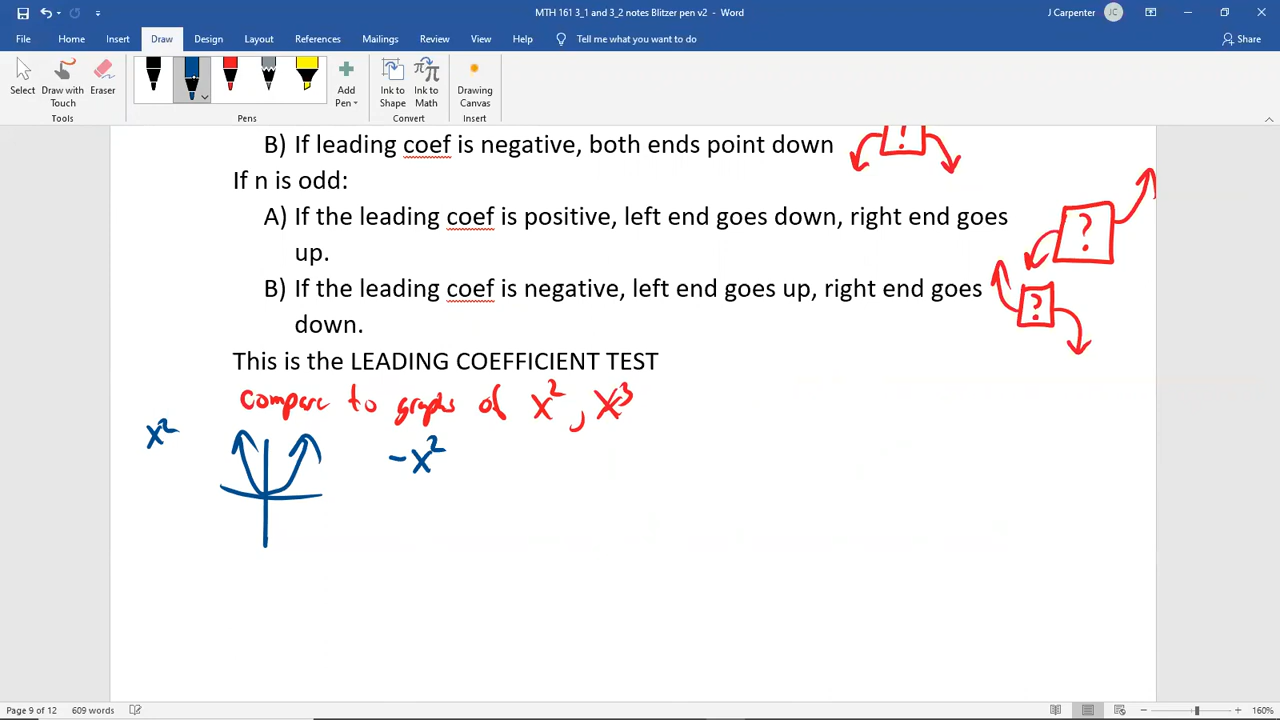 MTH 161 3_1 and 3_2 notes Blitzer pen v2 - Word
J Carpenter JC
File Home Insert Draw Design Layout References Mailings Review View Help Tell me what you want to do Share
Select Draw with Touch Eraser Add Pen Ink to Shape Ink to Math Drawing Canvas
Tools Pens Convert Insert
B) If leading coef is negative, both ends point down ?
If n is odd:
A) If the leading coef is positive, left end goes down, right end goes ?
up.
B) If the leading coef is negative, left end goes up, right end goes ?
down.
This is the LEADING COEFFICIENT TEST
compare to graphs of x², x³
x² -x²
Page 9 of 12 609 words 160%